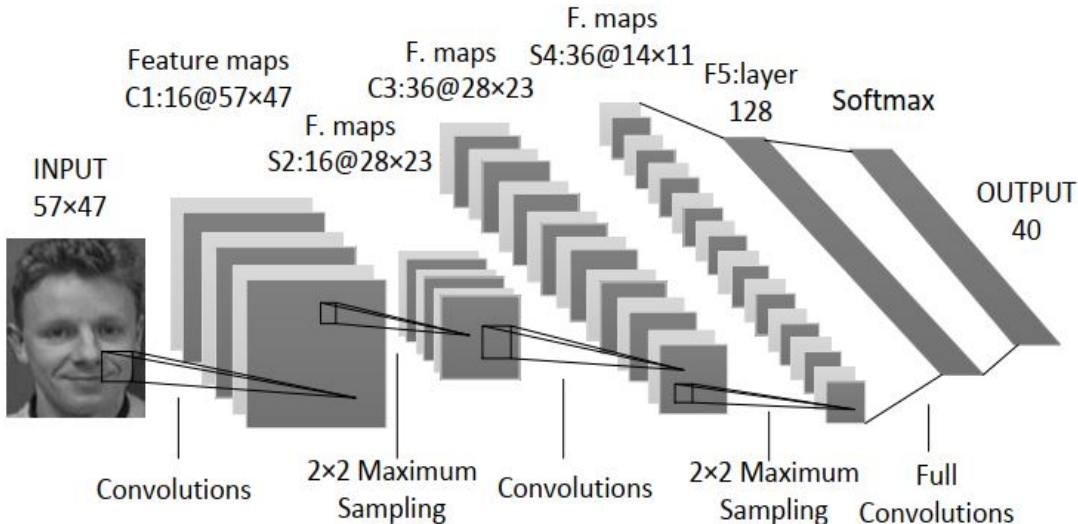 INPUT
57×47
Feature maps
C1:16@57×47
F. maps
S2:16@28×23
F. maps
C3:36@28×23
F. maps
S4:36@14×11
F5:layer
128
Softmax
OUTPUT
40
Convolutions
2×2 Maximum
Sampling
Convolutions
2×2 Maximum
Sampling
Full
Convolutions